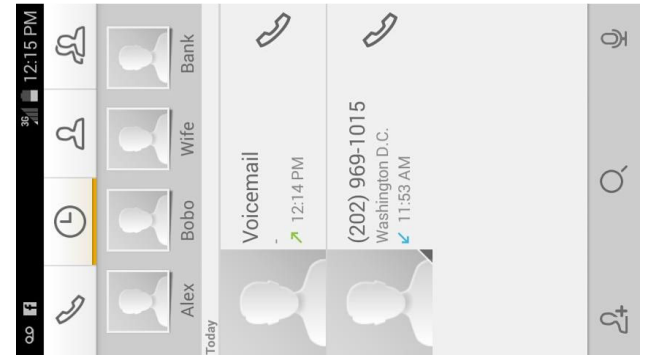 3G 12:15 PM
Alex Bobo Wife Bank
Today
Voicemail
-
12:14 PM
(202) 969-1015
Washington D.C.
11:53 AM